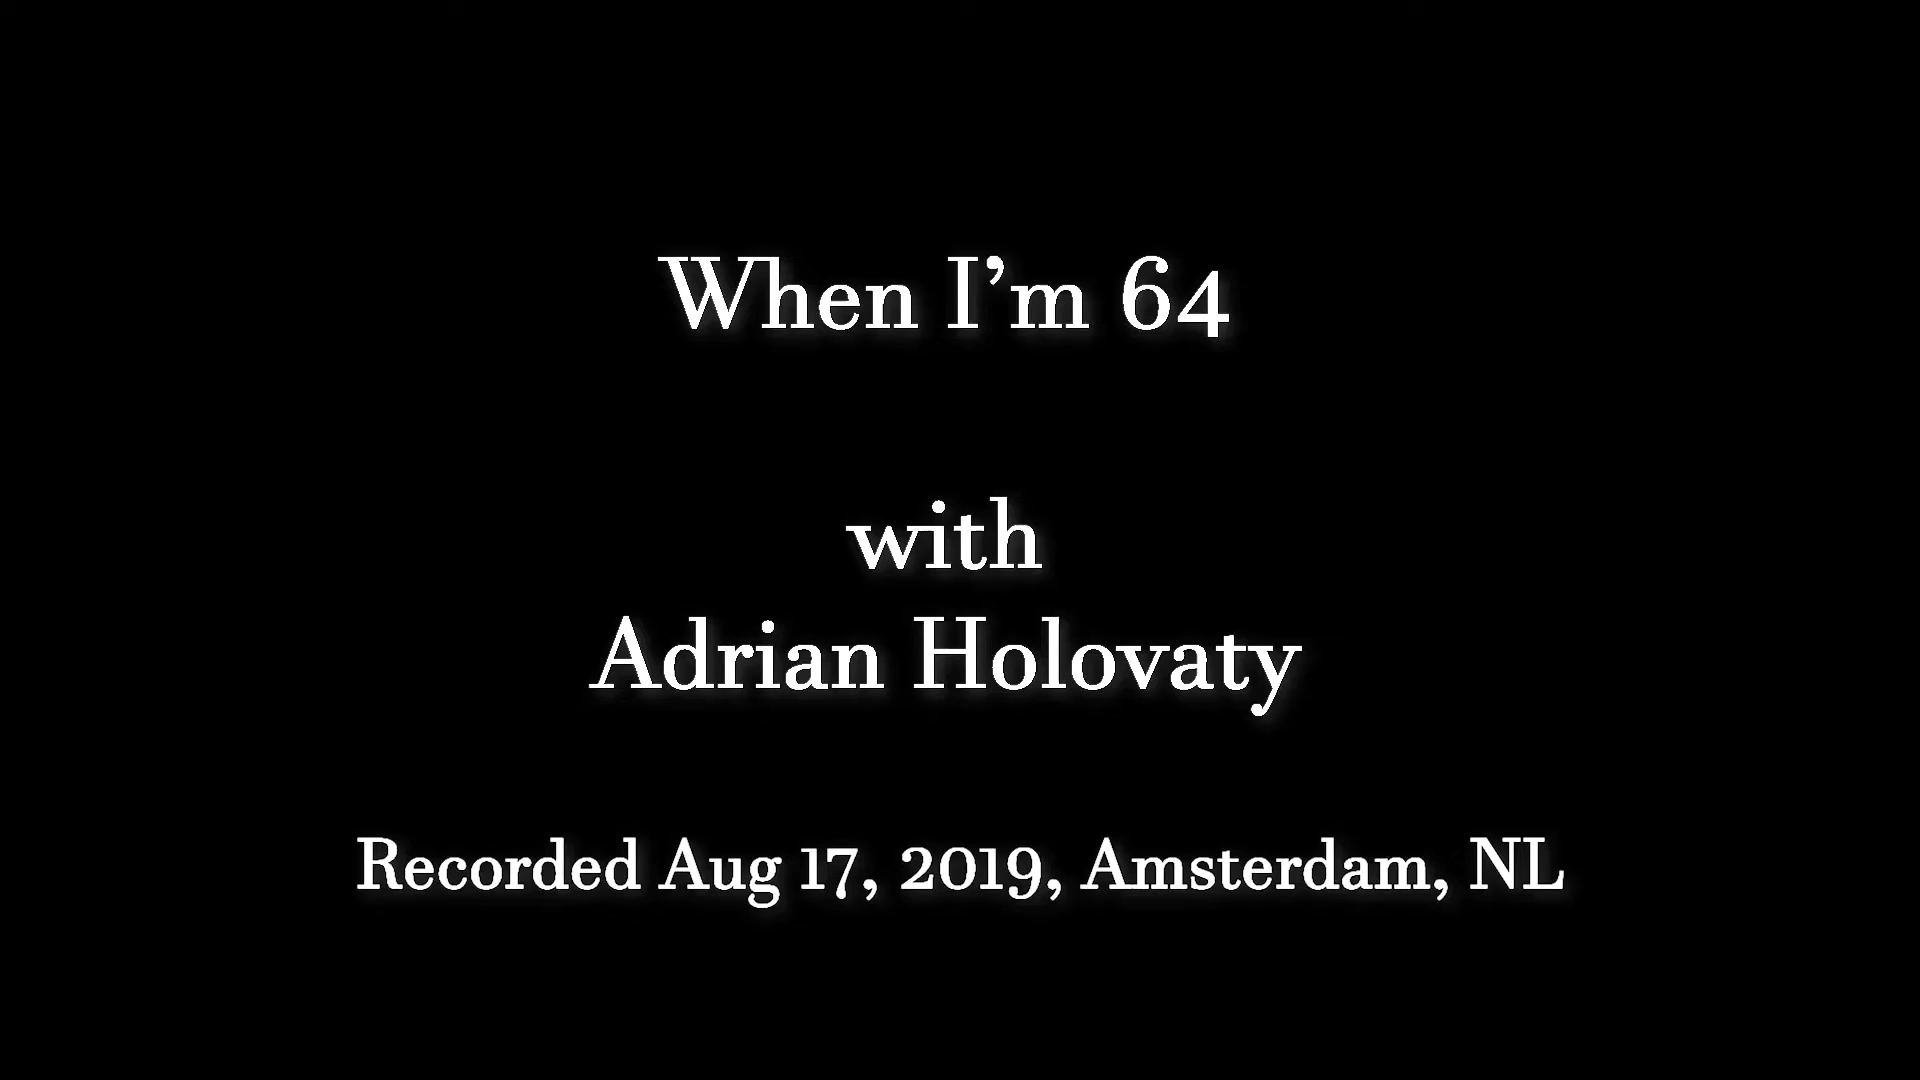 When I’m 64
with
Adrian Holovaty
Recorded Aug 17, 2019, Amsterdam, NL